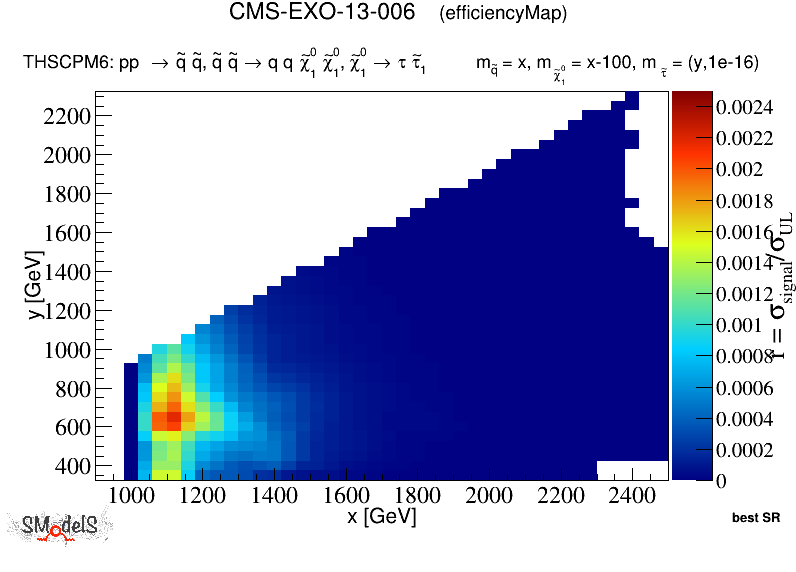 CMS-EXO-13-006 (efficiencyMap)
THSCPM6: pp → q̃ q̃, q̃ q̃ → q q χ̃₁⁰ χ̃₁⁰, χ̃₁⁰ → τ τ̃₁ m_q̃ = x, m_χ̃₁⁰ = x-100, m_τ̃ = (y,1e-16)
y [GeV]
2200
2000
1800
1600
1400
1200
1000
800
600
400
1000 1200 1400 1600 1800 2000 2200 2400
x [GeV]
0.0024
0.0022
0.002
0.0018
0.0016
0.0014
0.0012
0.001
0.0008
0.0006
0.0004
0.0002
0
r = σ_signal/σ_UL
SModelS
best SR